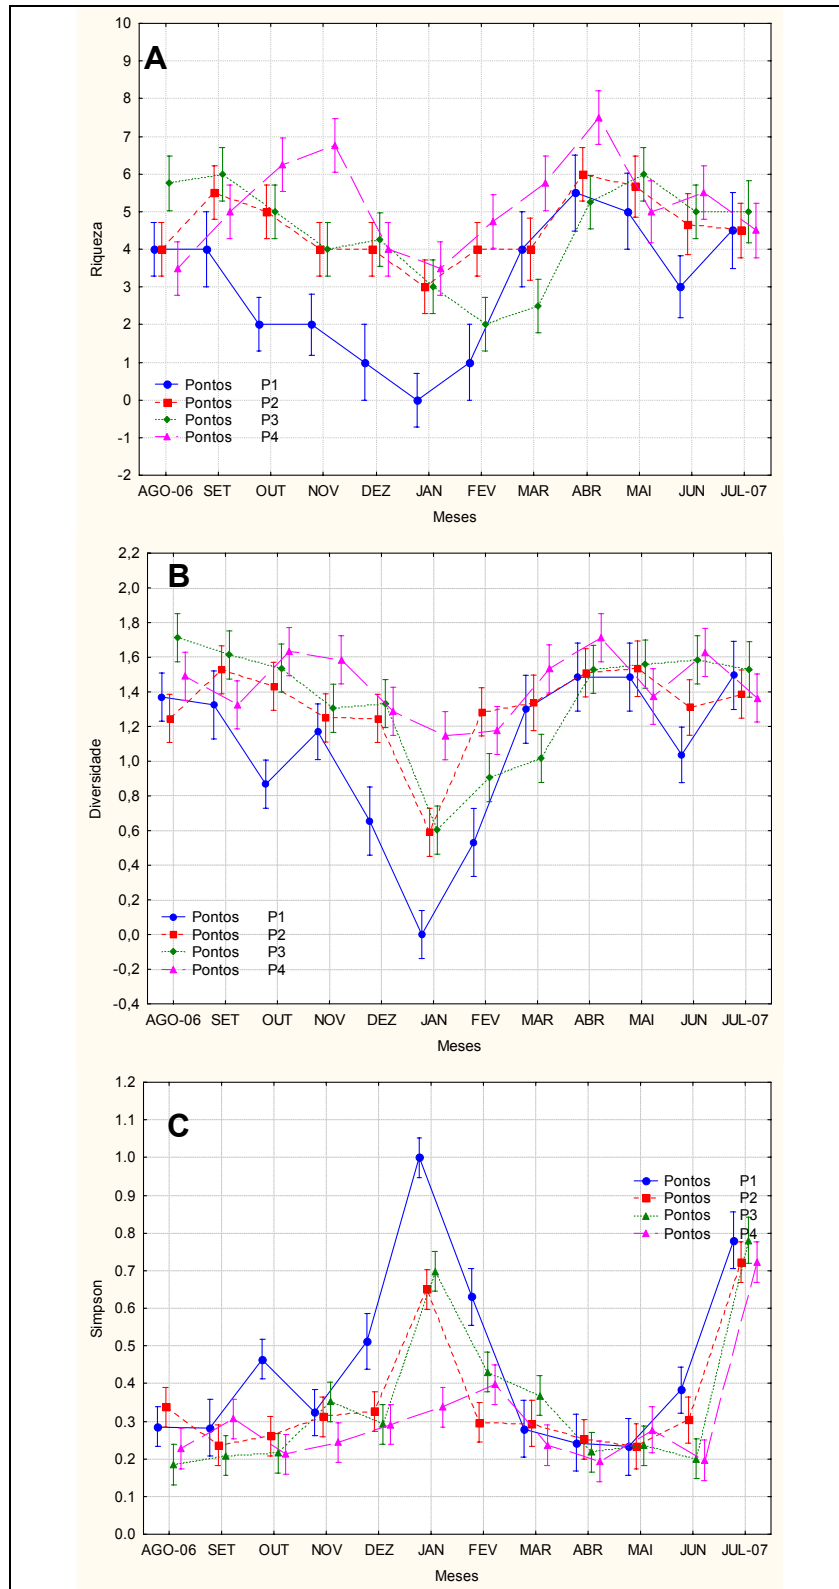 A
10
9
8
7
6
5
4
3
2
1
0
-1
-2
Riqueza
Pontos P1
Pontos P2
Pontos P3
Pontos P4
AGO-06 SET OUT NOV DEZ JAN FEV MAR ABR MAI JUN JUL-07
Meses
B
2,2
2,0
1,8
1,6
1,4
1,2
1,0
0,8
0,6
0,4
0,2
0,0
-0,2
-0,4
Diversidade
Pontos P1
Pontos P2
Pontos P3
Pontos P4
AGO-06 SET OUT NOV DEZ JAN FEV MAR ABR MAI JUN JUL-07
Meses
C
1.2
1.1
1.0
0.9
0.8
0.7
0.6
0.5
0.4
0.3
0.2
0.1
0.0
Simpson
Pontos P1
Pontos P2
Pontos P3
Pontos P4
AGO-06 SET OUT NOV DEZ JAN FEV MAR ABR MAI JUN JUL-07
Meses